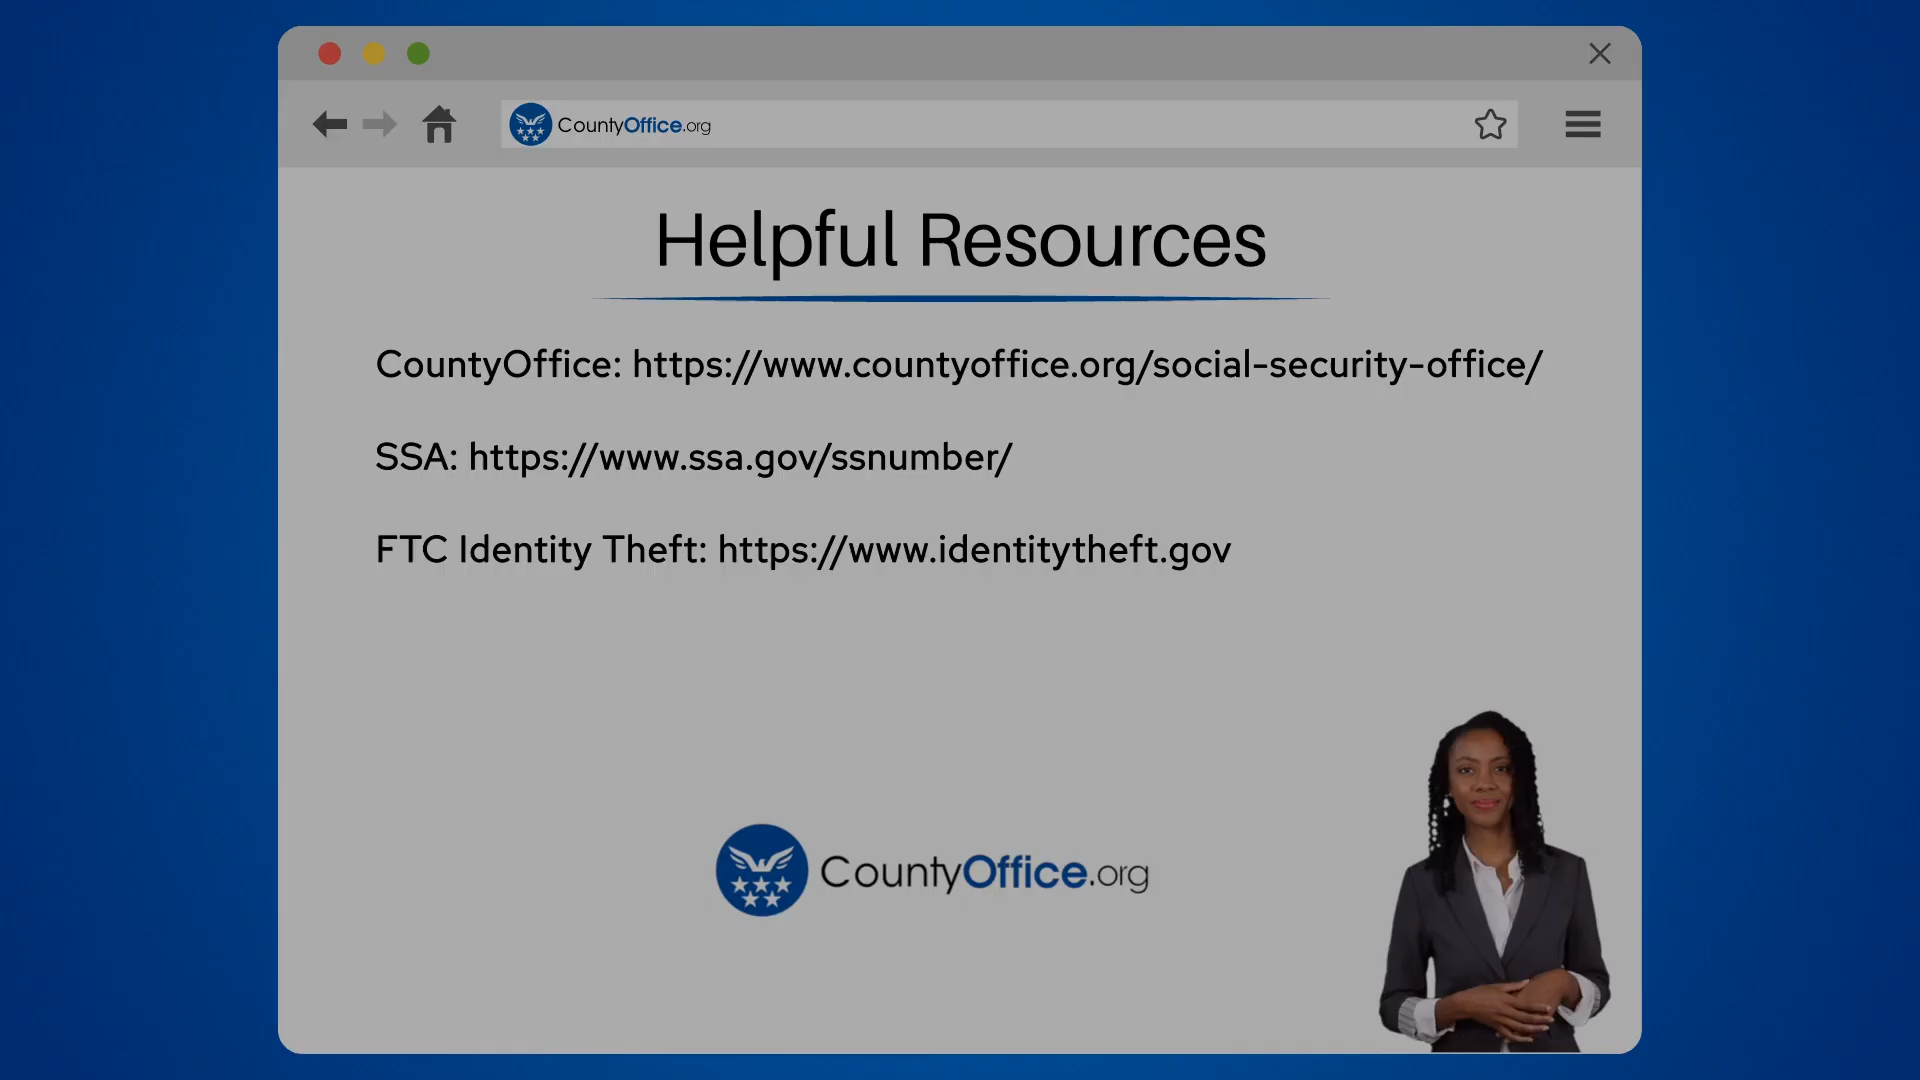 CountyOffice.org
Helpful Resources
CountyOffice: https://www.countyoffice.org/social-security-office/
SSA: https://www.ssa.gov/ssnumber/
FTC Identity Theft: https://www.identitytheft.gov
CountyOffice.org